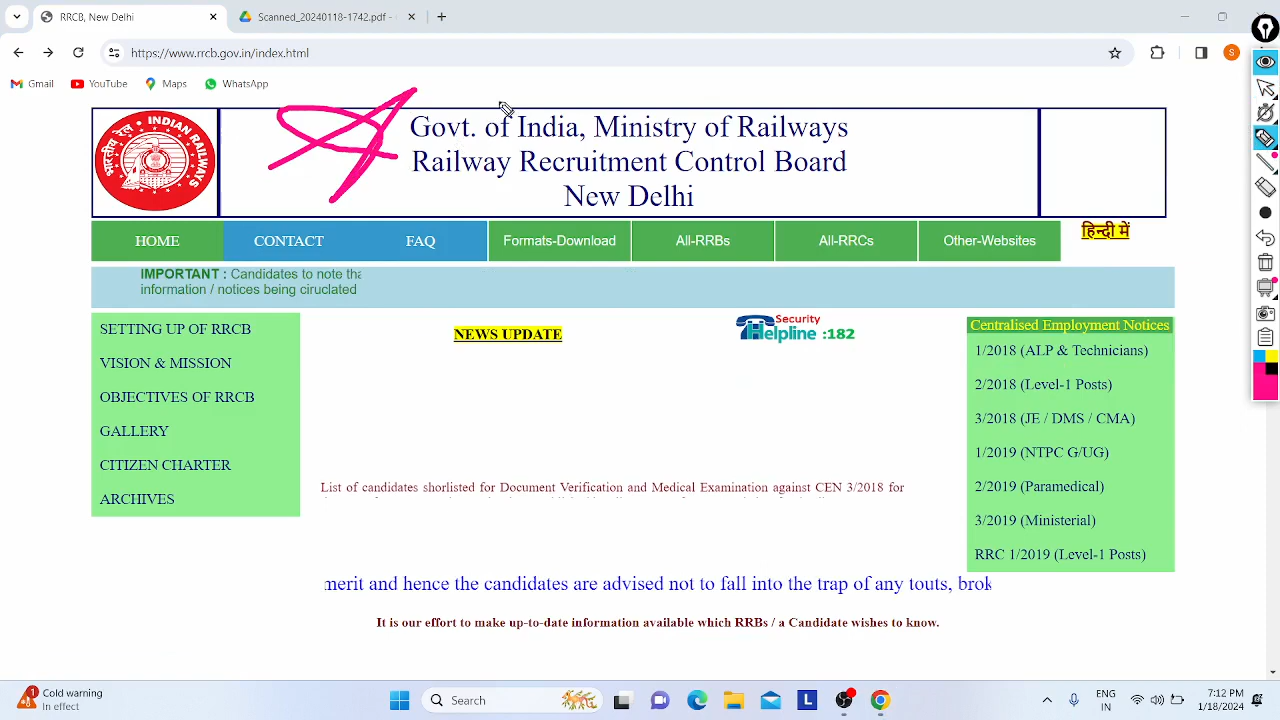 RRCB, New Delhi
Scanned_20240118-1742.pdf -
https://www.rrcb.gov.in/index.html
S
Gmail
YouTube
Maps
WhatsApp
INDIAN RAILWAYS
भारतीय रेल
Govt. of India, Ministry of Railways
Railway Recruitment Control Board
New Delhi
HOME
CONTACT
FAQ
Formats-Download
All-RRBs
All-RRCs
Other-Websites
हिन्दी में
IMPORTANT : Candidates to note tha
information / notices being ciruclated
SETTING UP OF RRCB
VISION & MISSION
OBJECTIVES OF RRCB
GALLERY
CITIZEN CHARTER
ARCHIVES
NEWS UPDATE
Security
Helpline :182
List of candidates shorlisted for Document Verification and Medical Examination against CEN 3/2018 for
Centralised Employment Notices
1/2018 (ALP & Technicians)
2/2018 (Level-1 Posts)
3/2018 (JE / DMS / CMA)
1/2019 (NTPC G/UG)
2/2019 (Paramedical)
3/2019 (Ministerial)
RRC 1/2019 (Level-1 Posts)
merit and hence the candidates are advised not to fall into the trap of any touts, brok
It is our effort to make up-to-date information available which RRBs / a Candidate wishes to know.
1
Cold warning
In effect
Search
L
ENG
IN
7:12 PM
1/18/2024